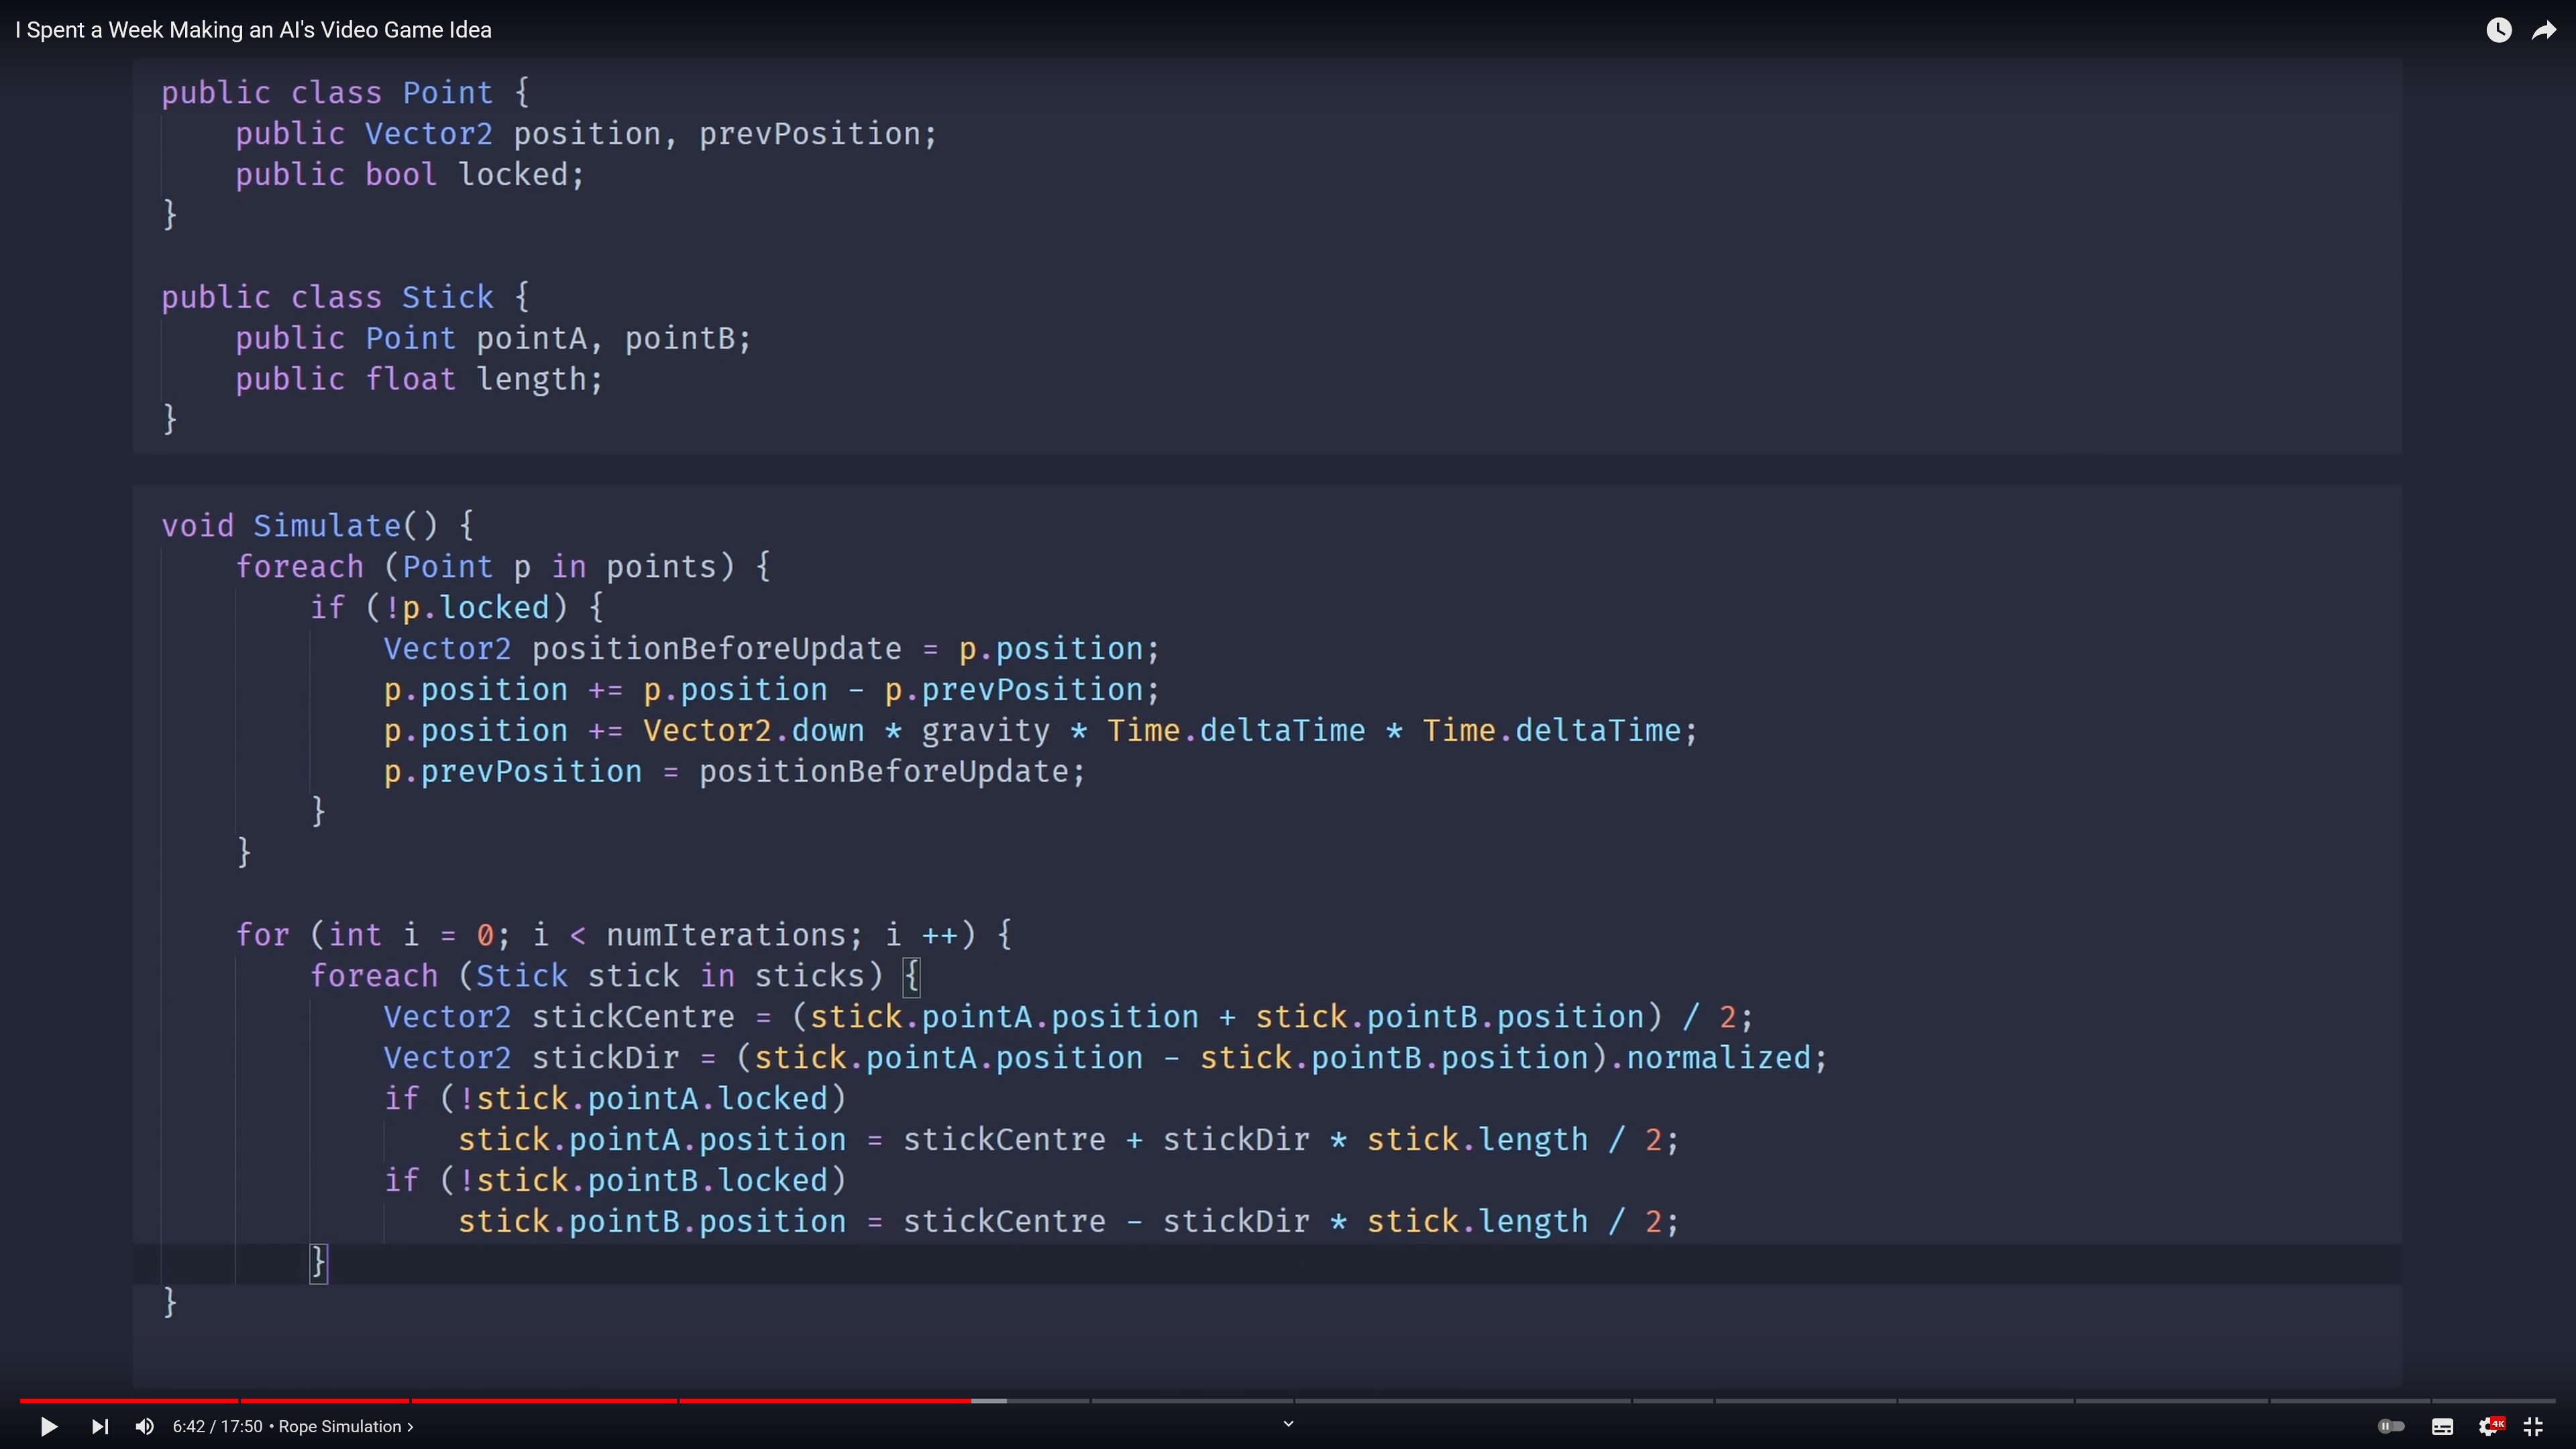 I Spent a Week Making an AI's Video Game Idea
public class Point {
    public Vector2 position, prevPosition;
    public bool locked;
}
public class Stick {
    public Point pointA, pointB;
    public float length;
}
void Simulate() {
    foreach (Point p in points) {
        if (!p.locked) {
            Vector2 positionBeforeUpdate = p.position;
            p.position += p.position - p.prevPosition;
            p.position += Vector2.down * gravity * Time.deltaTime * Time.deltaTime;
            p.prevPosition = positionBeforeUpdate;
        }
    }
    for (int i = 0; i < numIterations; i ++) {
        foreach (Stick stick in sticks) {
            Vector2 stickCentre = (stick.pointA.position + stick.pointB.position) / 2;
            Vector2 stickDir = (stick.pointA.position - stick.pointB.position).normalized;
            if (!stick.pointA.locked)
                stick.pointA.position = stickCentre + stickDir * stick.length / 2;
            if (!stick.pointB.locked)
                stick.pointB.position = stickCentre - stickDir * stick.length / 2;
        }
}
6:42 / 17:50 • Rope Simulation ›
4K